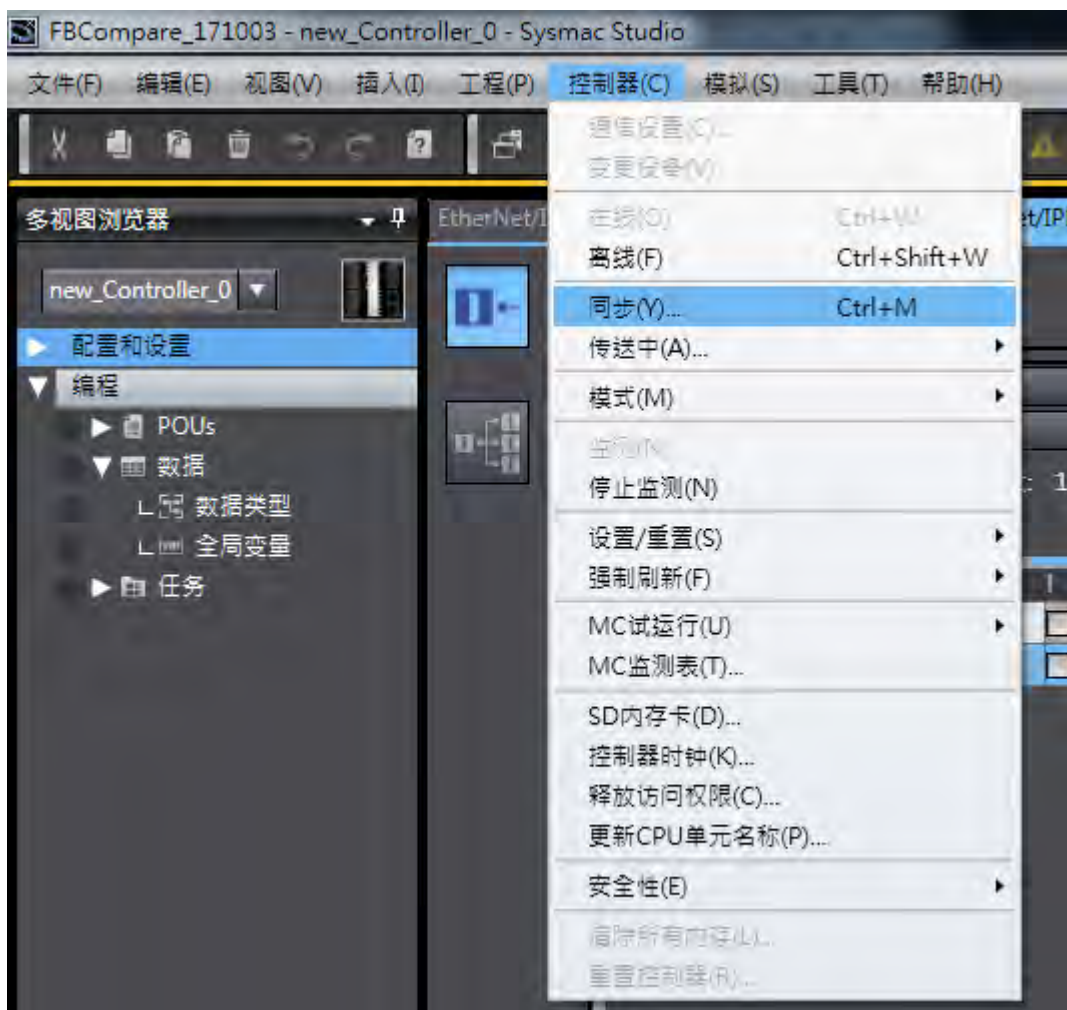 FBCompare_171003 - new_Controller_0 - Sysmac Studio
文件(F) 编辑(E) 视图(V) 插入(I) 工程(P) 控制器(C) 模拟(S) 工具(T) 帮助(H)
通信设置(C)...
变更设备(V)
多视图浏览器
EtherNet/I
在线(O) Ctrl+W
et/IP
离线(F) Ctrl+Shift+W
new_Controller_0
同步(Y)... Ctrl+M
配置和设置
传送中(A)...
编程
模式(M)
POUs
数据
停止监测(N)
: 1
数据类型
设置/重置(S)
全局变量
强制刷新(F)
任务
MC试运行(U)
MC监测表(T)...
SD内存卡(D)...
控制器时钟(K)...
释放访问权限(C)...
更新CPU单元名称(P)....
安全性(E)
清除所有内存(L)...
重置控制器(R)...